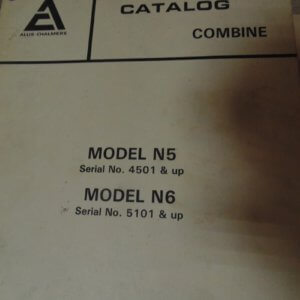 CATALOG
ALLIS-CHALMERS
COMBINE
MODEL N5
Serial No. 4501 & up
MODEL N6
Serial No. 5101 & up